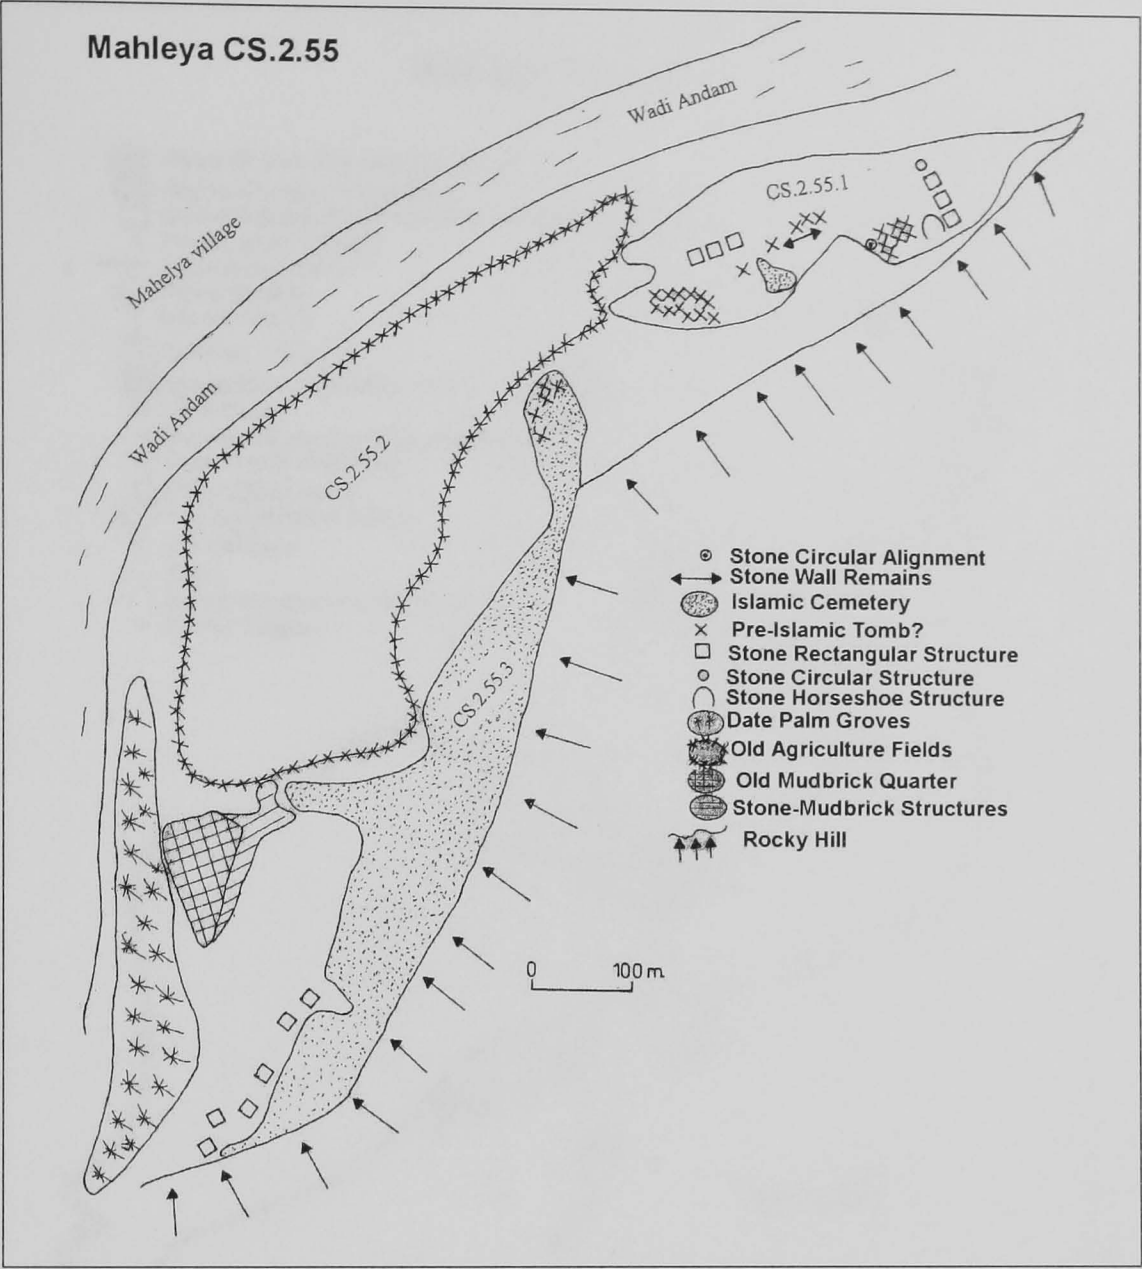 Mahleya CS.2.55
Wadi Andam
CS.2.55.1
Mahelya village
Wadi Andam
CS.2.55.2
CS.2.55.3
Stone Circular Alignment
Stone Wall Remains
Islamic Cemetery
Pre-Islamic Tomb?
Stone Rectangular Structure
Stone Circular Structure
Stone Horseshoe Structure
Date Palm Groves
Old Agriculture Fields
Old Mudbrick Quarter
Stone-Mudbrick Structures
Rocky Hill
0 100 m.